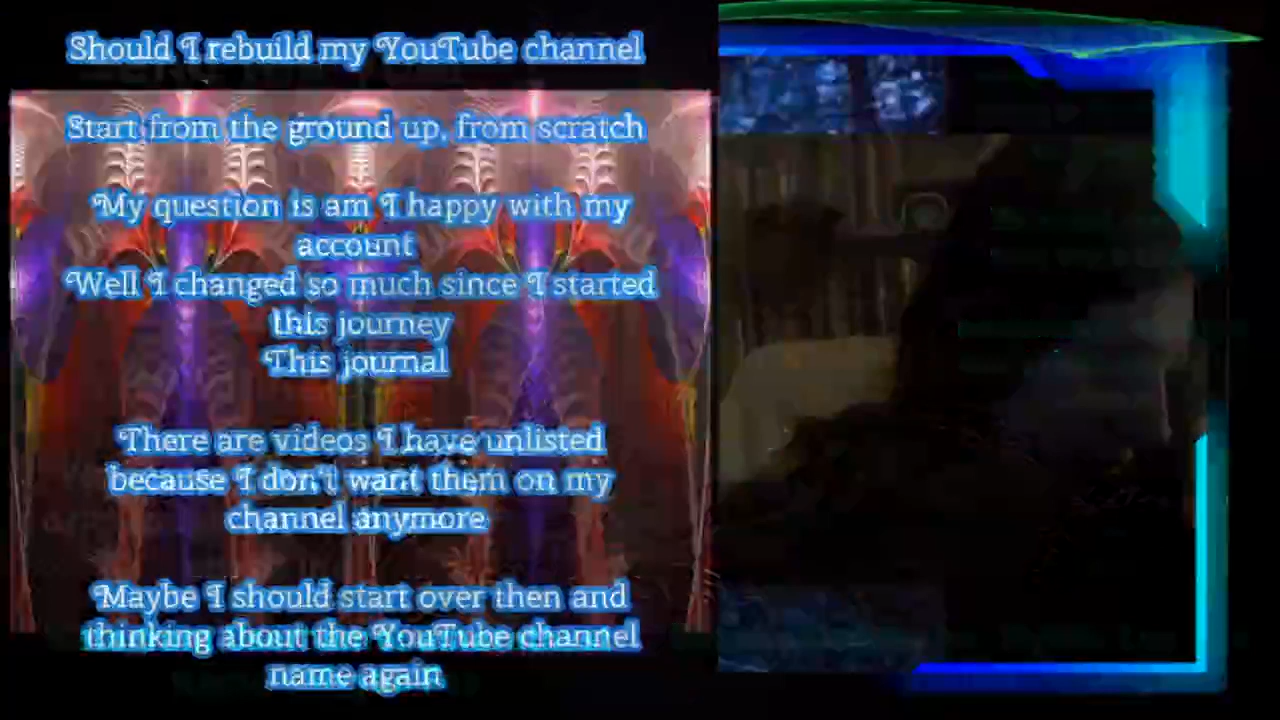 Should I rebuild my YouTube channel
Start from the ground up, from scratch
My question is am I happy with my
account
Well I changed so much since I started
this journey
This journal
There are videos I have unlisted
because I don't want them on my
channel anymore
Maybe I should start over then and
thinking about the YouTube channel
name again